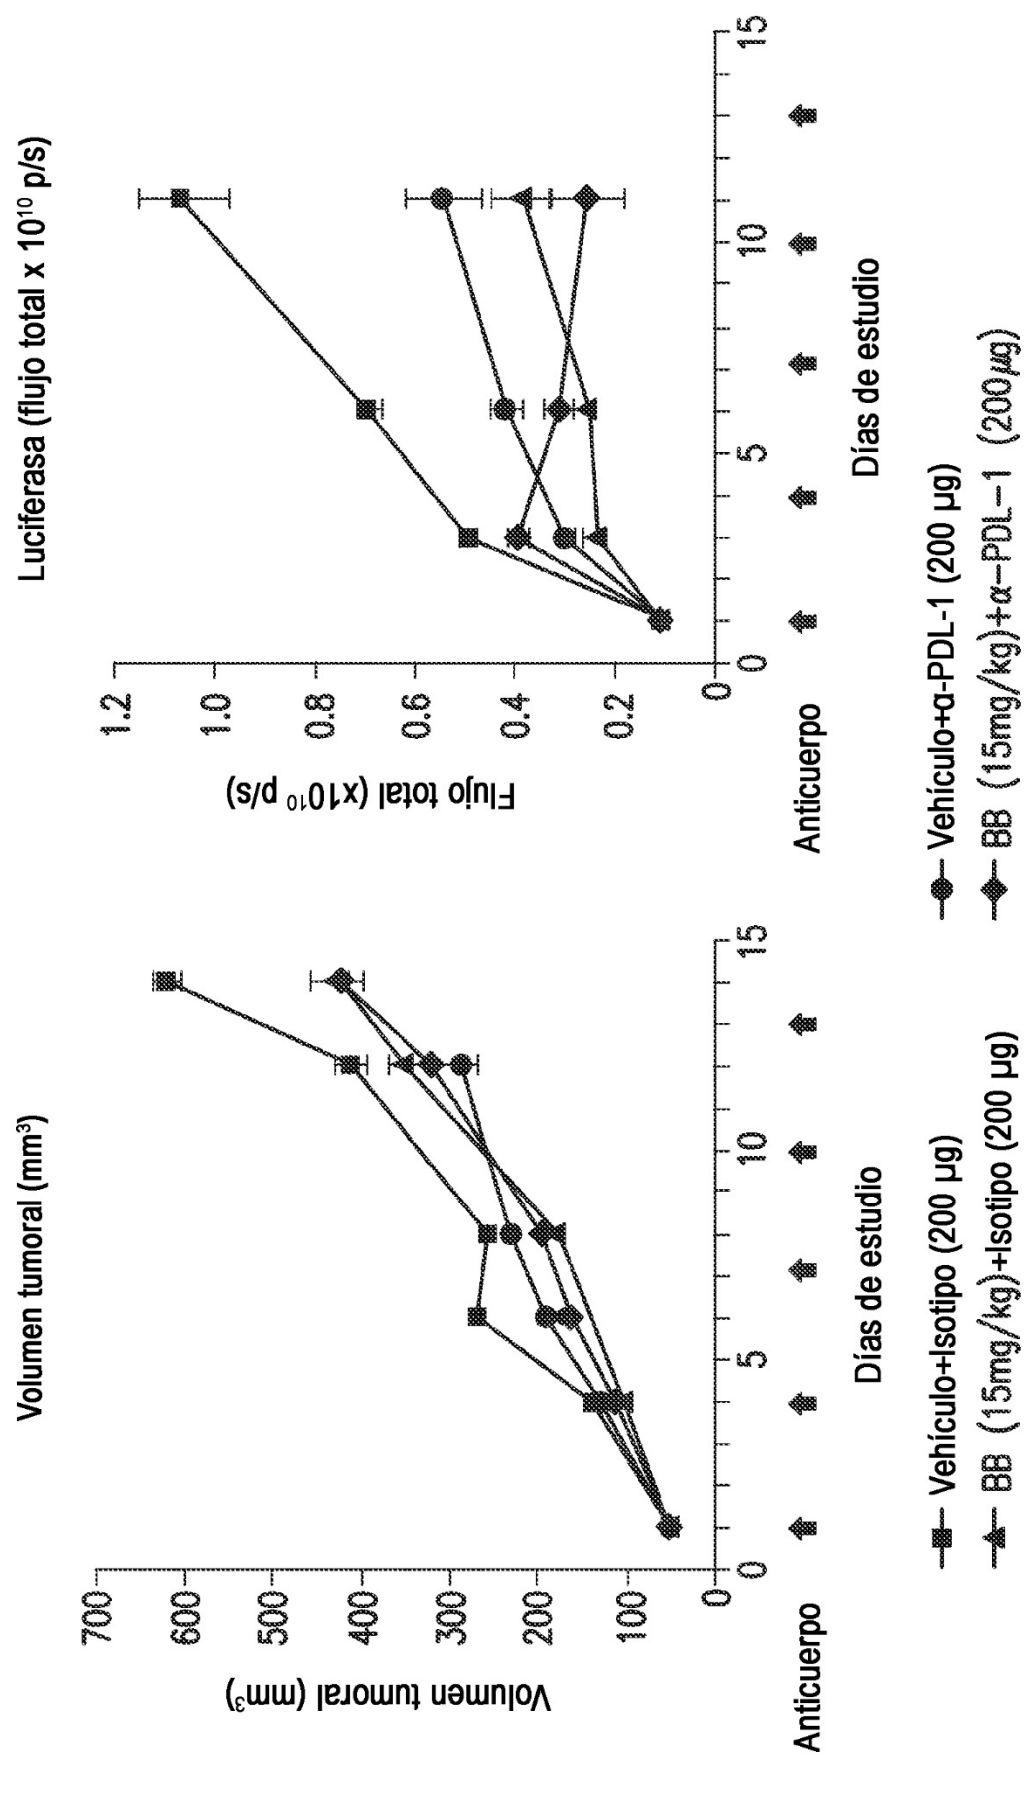 Volumen tumoral (mm³)
Volumen tumoral (mm³)
700
600
500
400
300
200
100
0
0
5
10
15
Anticuerpo
Días de estudio
Luciferasa (flujo total x 10¹⁰ p/s)
Flujo total (x10¹⁰ p/s)
1.2
1.0
0.8
0.6
0.4
0.2
0
0
5
10
15
Anticuerpo
Días de estudio
Vehículo+Isotipo (200 µg)
Vehículo+α-PDL-1 (200 µg)
BB (15mg/kg)+Isotipo (200 µg)
BB (15mg/kg)+α-PDL-1 (200µg)